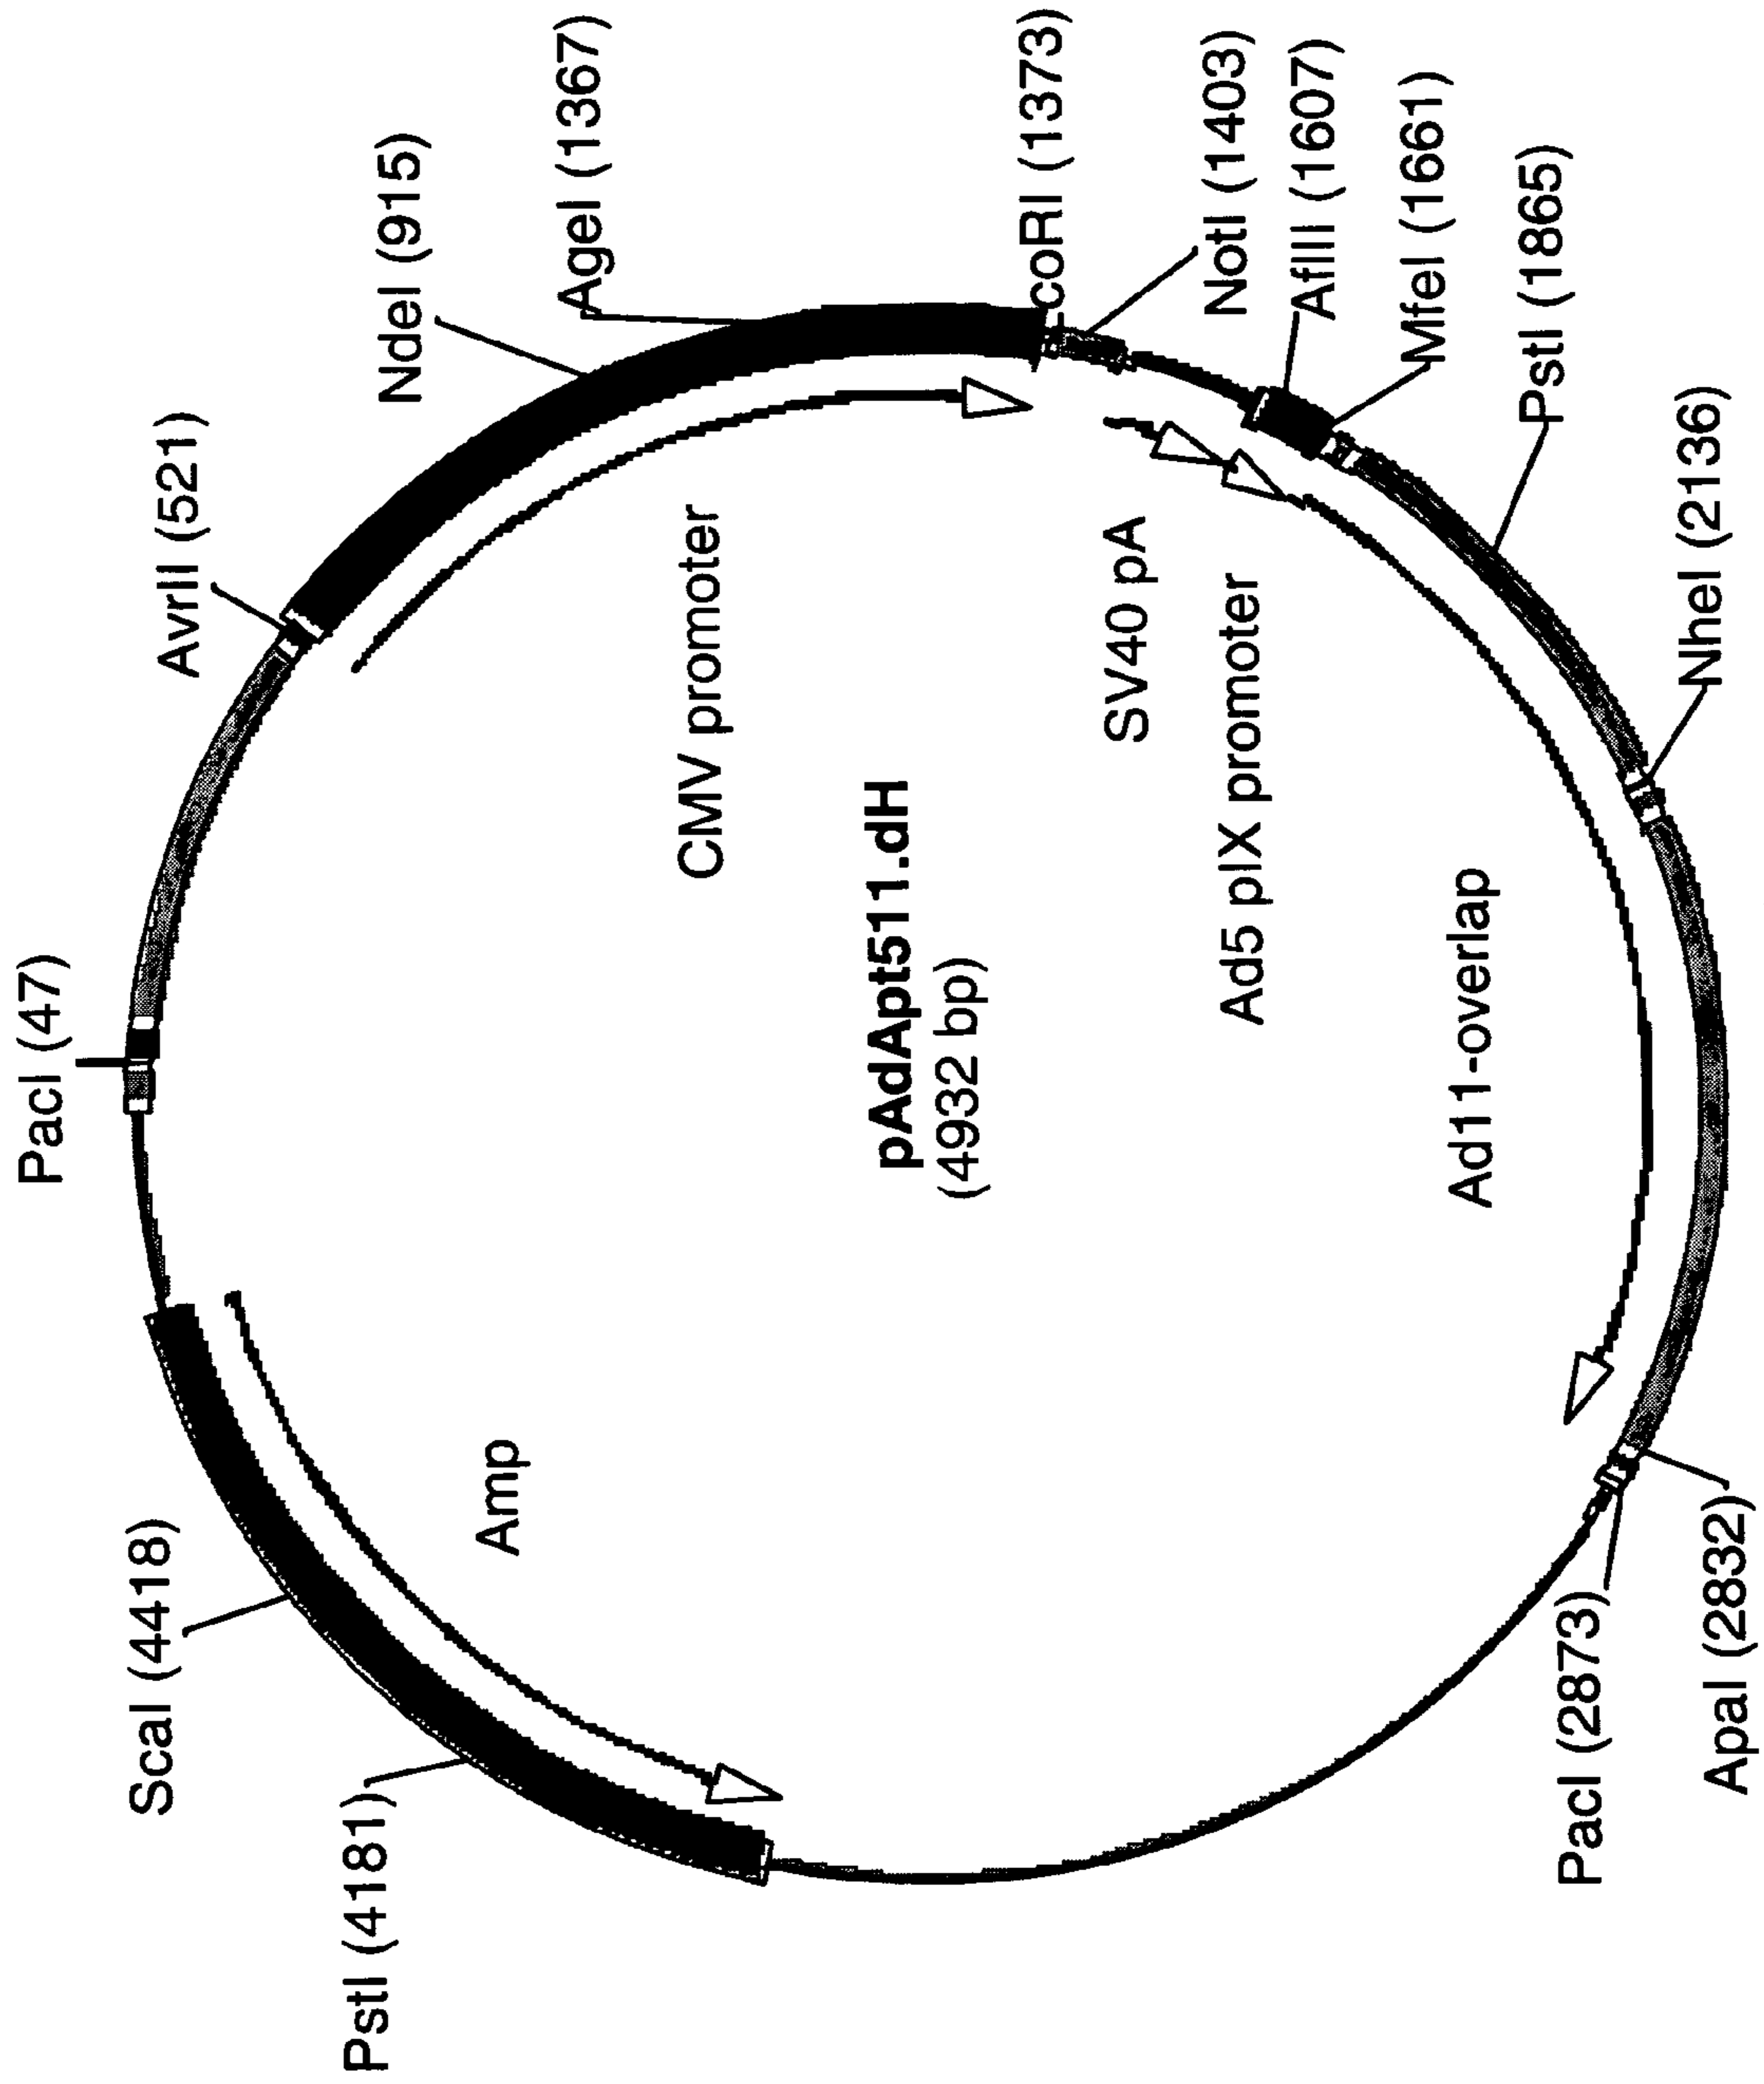 PacI (47)
AvrII (521)
NdeI (915)
AgeI (1367)
coRI (1373)
NotI (1403)
AflII (1607)
MfeI (1661)
PstI (1865)
NheI (2136)
ApaI (2832)
PacI (2873)
PstI (4181)
ScaI (4418)
CMV promoter
SV40 pA
Ad5 pIX promoter
Ad11-overlap
Amp
pAdApt511.dH
(4932 bp)